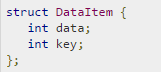 struct DataItem {
   int data;
   int key;
};